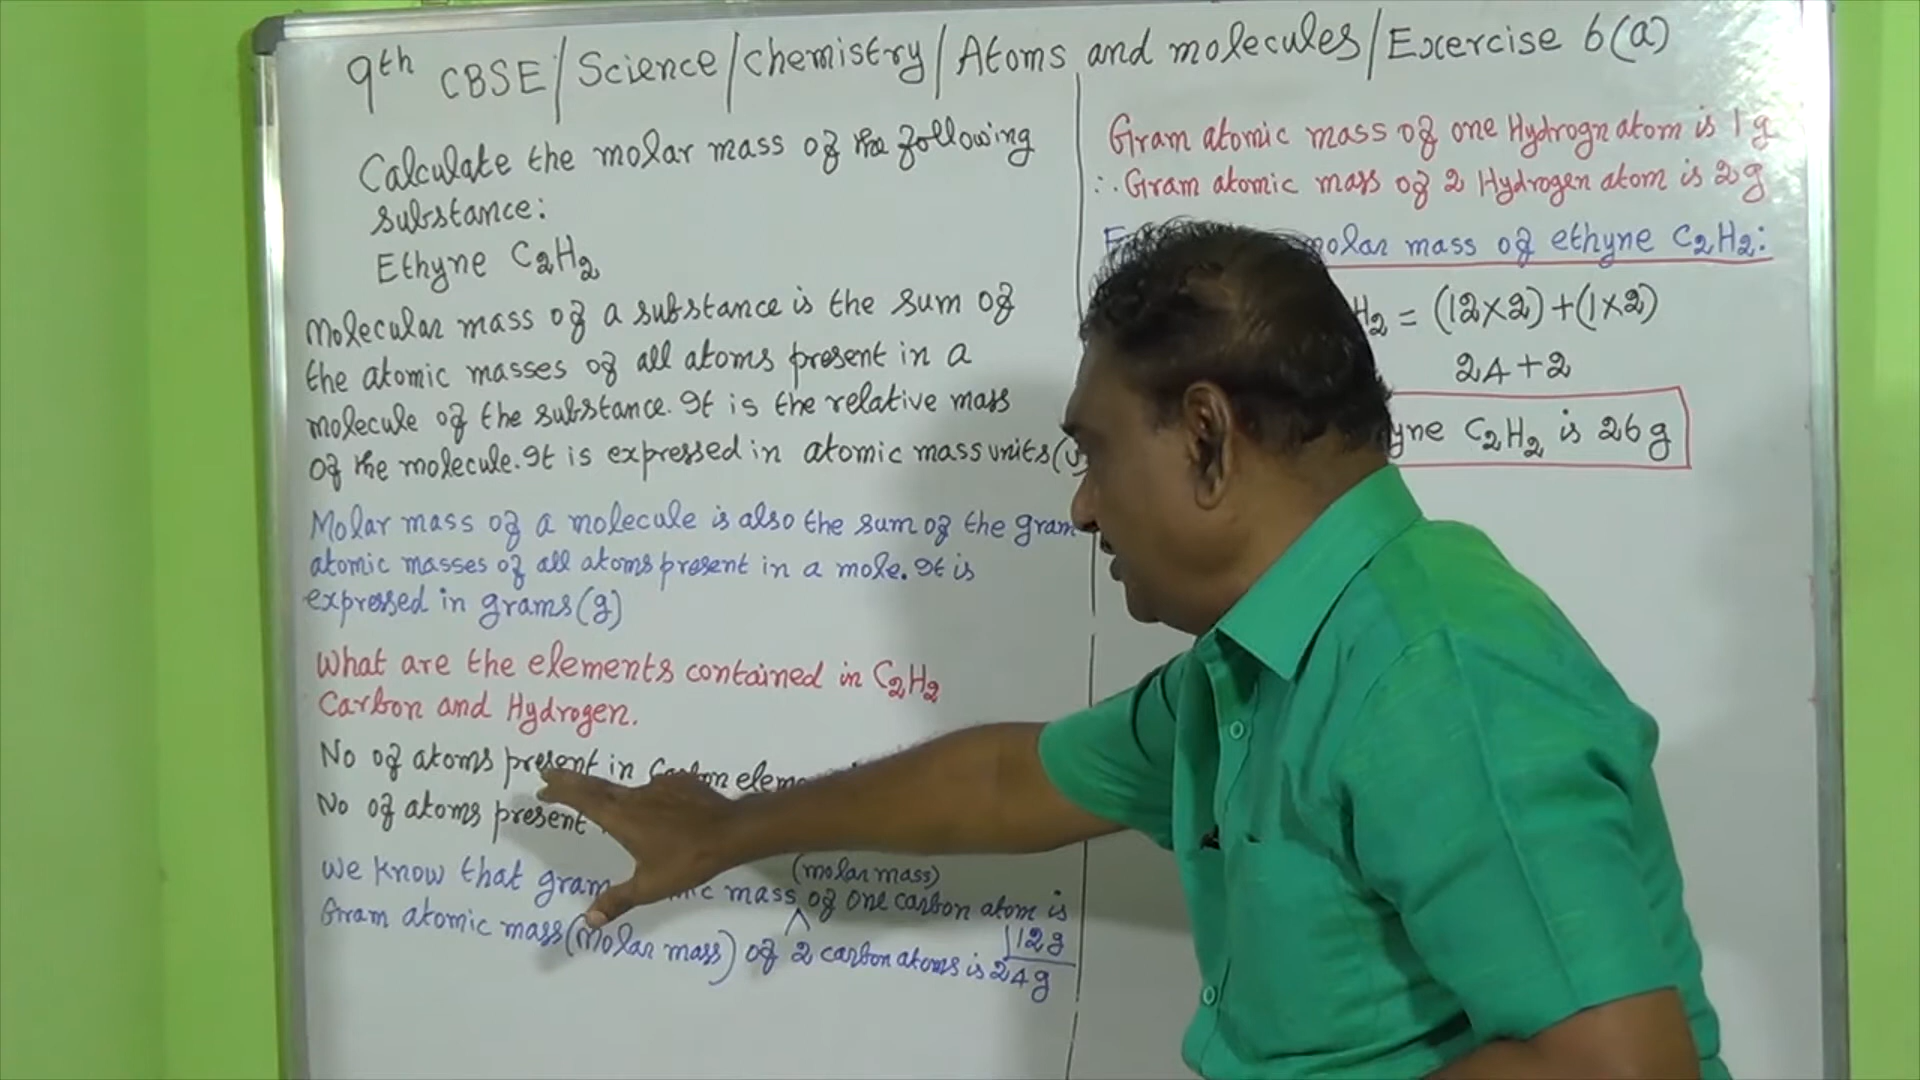 9th CBSE/Science/chemistry/Atoms and molecules/Exercise 6(a)
Calculate the molar mass of the following
substance:
Ethyne C₂H₂
Molecular mass of a substance is the sum of
the atomic masses of all atoms present in a
molecule of the substance. It is the relative mass
of the molecule. It is expressed in atomic mass units(u)
Molar mass of a molecule is also the sum of the gram
atomic masses of all atoms present in a mole. It is
expressed in grams(g)
What are the elements contained in C₂H₂
Carbon and Hydrogen.
No of atoms present in Carbon
No of atoms present
(molar mass)
We know that gram mass of one carbon atom is
12g
Gram atomic mass (Molar mass) of 2 carbon atoms is 24g
Gram atomic mass of one Hydrogn atom is 1g
∴ Gram atomic mass of 2 Hydrogen atom is 2g
molar mass of ethyne C₂H₂:
H₂ = (12×2)+(1×2)
24+2
C₂H₂ is 26g